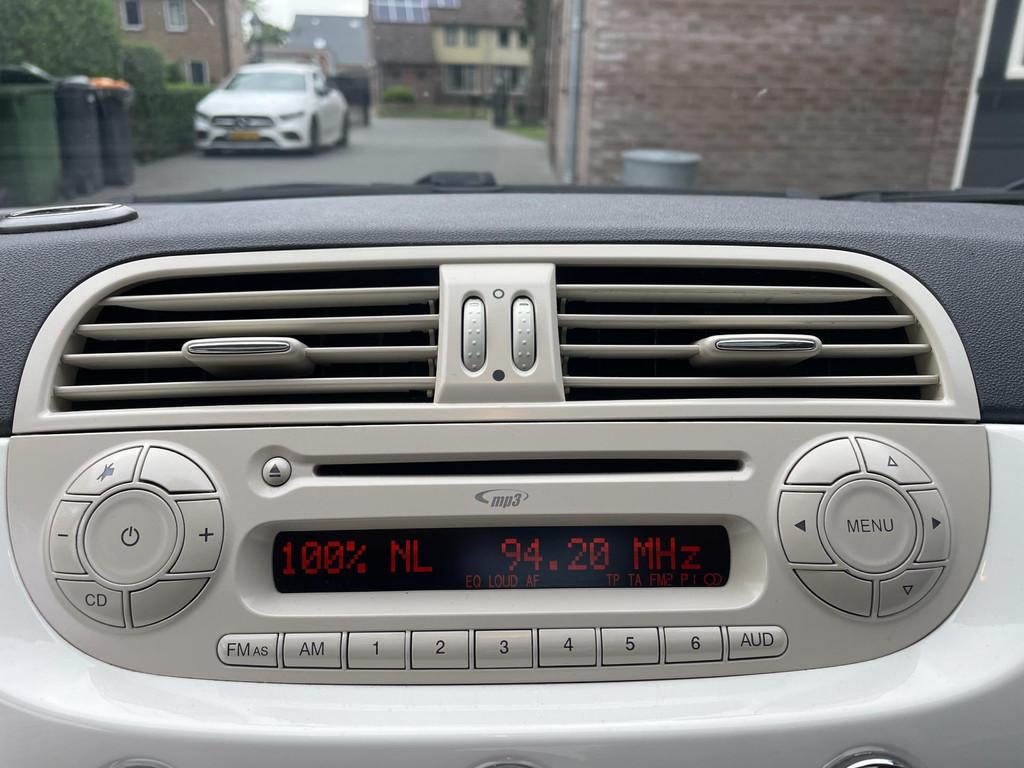 mp3
100% NL 94.20 MHz
EQ LOUD AF TP TA FM2 P1
MENU
CD
FM AS AM 1 2 3 4 5 6 AUD